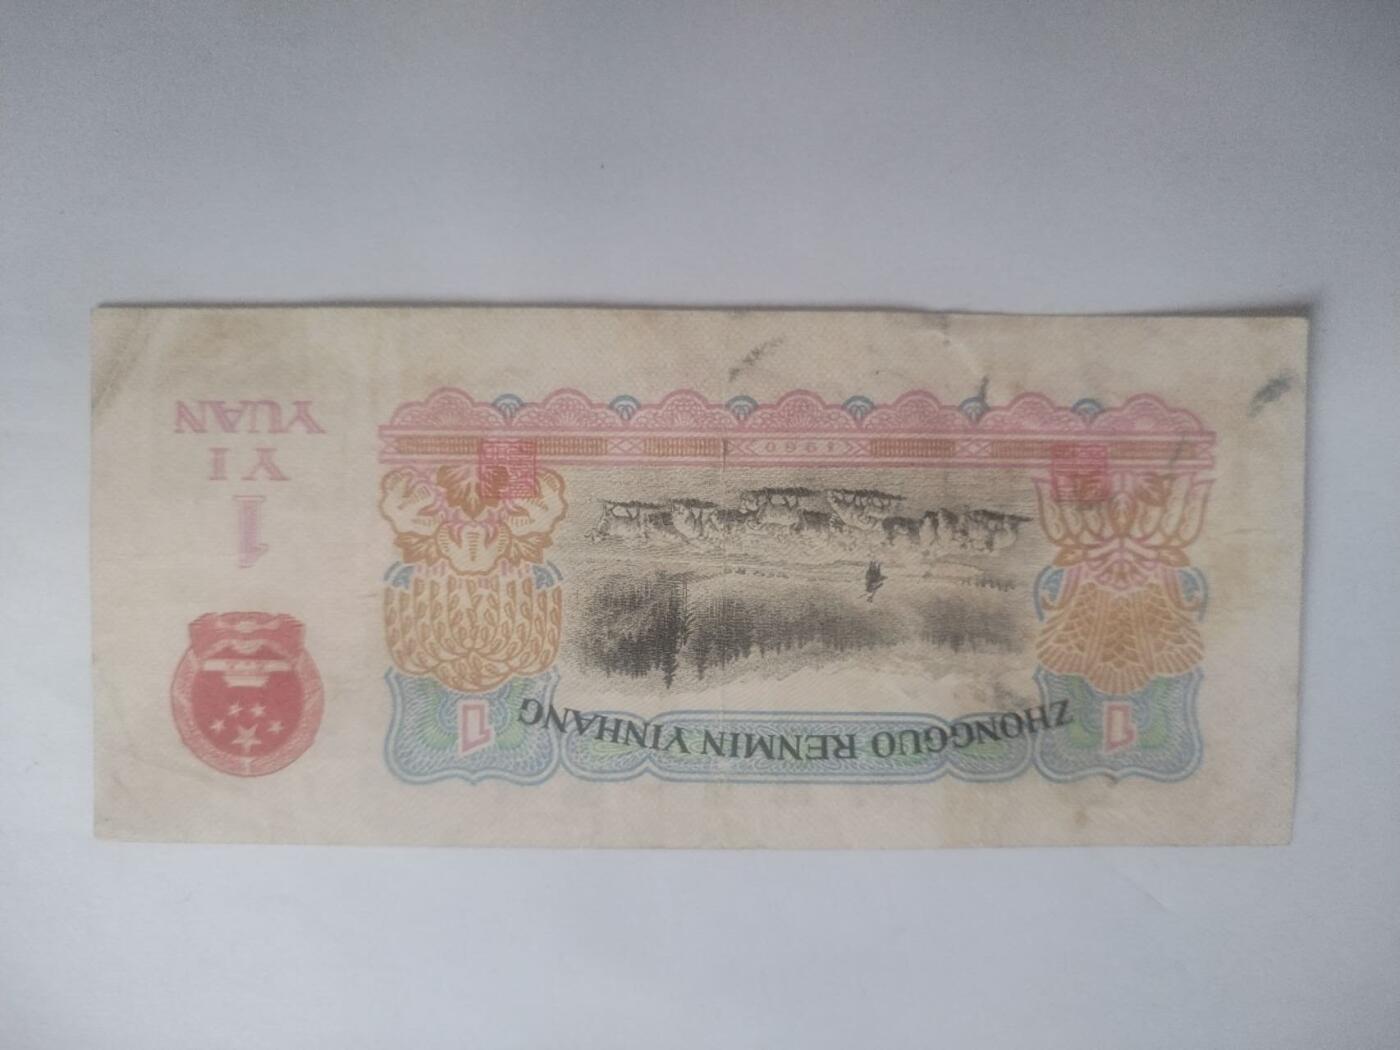 ZHONGGUO RENMIN YINHANG
1
1
1
YI
YUAN
1960